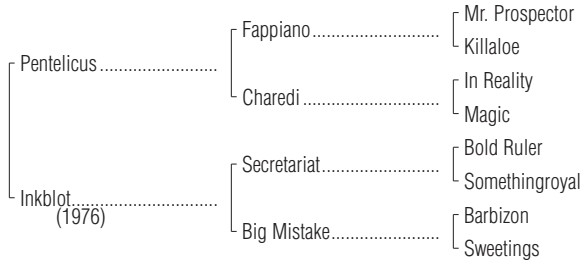 Mr. Prospector
Fappiano
Killaloe
Pentelicus
In Reality
Charedi
Magic
Bold Ruler
Secretariat
Somethingroyal
Inkblot
(1976)
Barbizon
Big Mistake
Sweetings